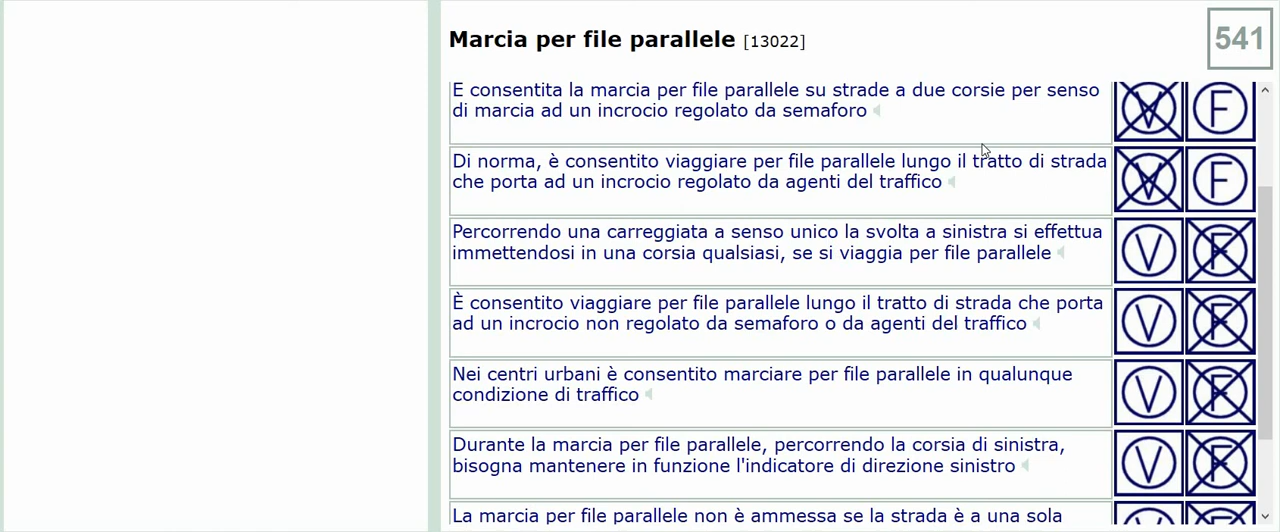 Marcia per file parallele [13022]
541
E consentita la marcia per file parallele su strade a due corsie per senso
di marcia ad un incrocio regolato da semaforo
V F
Di norma, è consentito viaggiare per file parallele lungo il tratto di strada
che porta ad un incrocio regolato da agenti del traffico
V F
Percorrendo una carreggiata a senso unico la svolta a sinistra si effettua
immettendosi in una corsia qualsiasi, se si viaggia per file parallele
V F
È consentito viaggiare per file parallele lungo il tratto di strada che porta
ad un incrocio non regolato da semaforo o da agenti del traffico
V F
Nei centri urbani è consentito marciare per file parallele in qualunque
condizione di traffico
V F
Durante la marcia per file parallele, percorrendo la corsia di sinistra,
bisogna mantenere in funzione l'indicatore di direzione sinistro
V F
La marcia per file parallele non è ammessa se la strada è a una sola